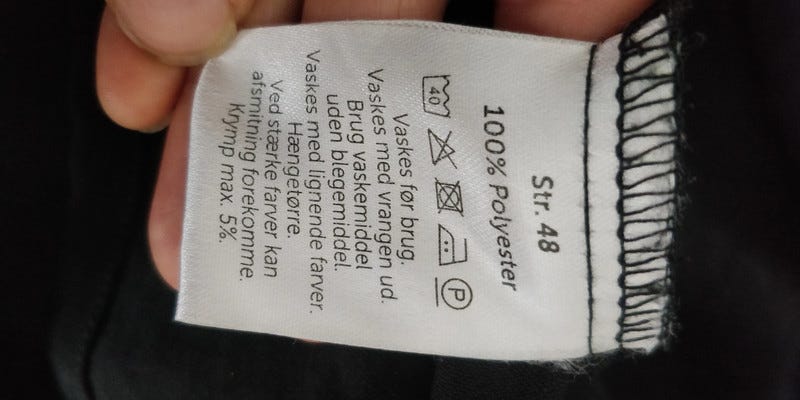 Str. 48
100% Polyester
40 P
Vaskes før brug.
Vaskes med vrangen ud.
Brug vaskemiddel
uden blegemiddel.
Vaskes med lignende farver.
Hængetørre.
Ved stærke farver kan
afsmitning forekomme.
Krymp max. 5%.